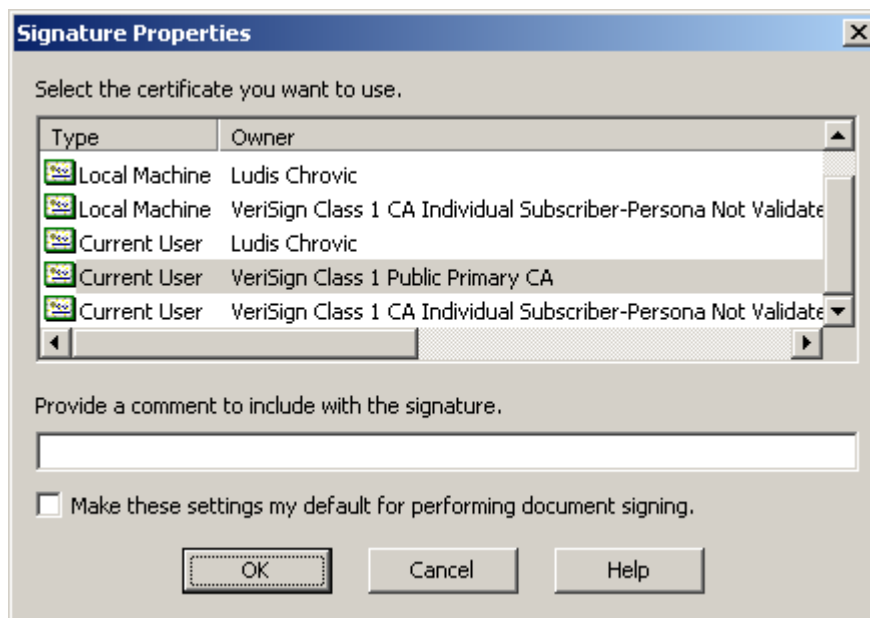 Signature Properties
Select the certificate you want to use.
Type Owner
Local Machine Ludis Chrovic
Local Machine VeriSign Class 1 CA Individual Subscriber-Persona Not Validate
Current User Ludis Chrovic
Current User VeriSign Class 1 Public Primary CA
Current User VeriSign Class 1 CA Individual Subscriber-Persona Not Validate
Provide a comment to include with the signature.
Make these settings my default for performing document signing.
OK Cancel Help